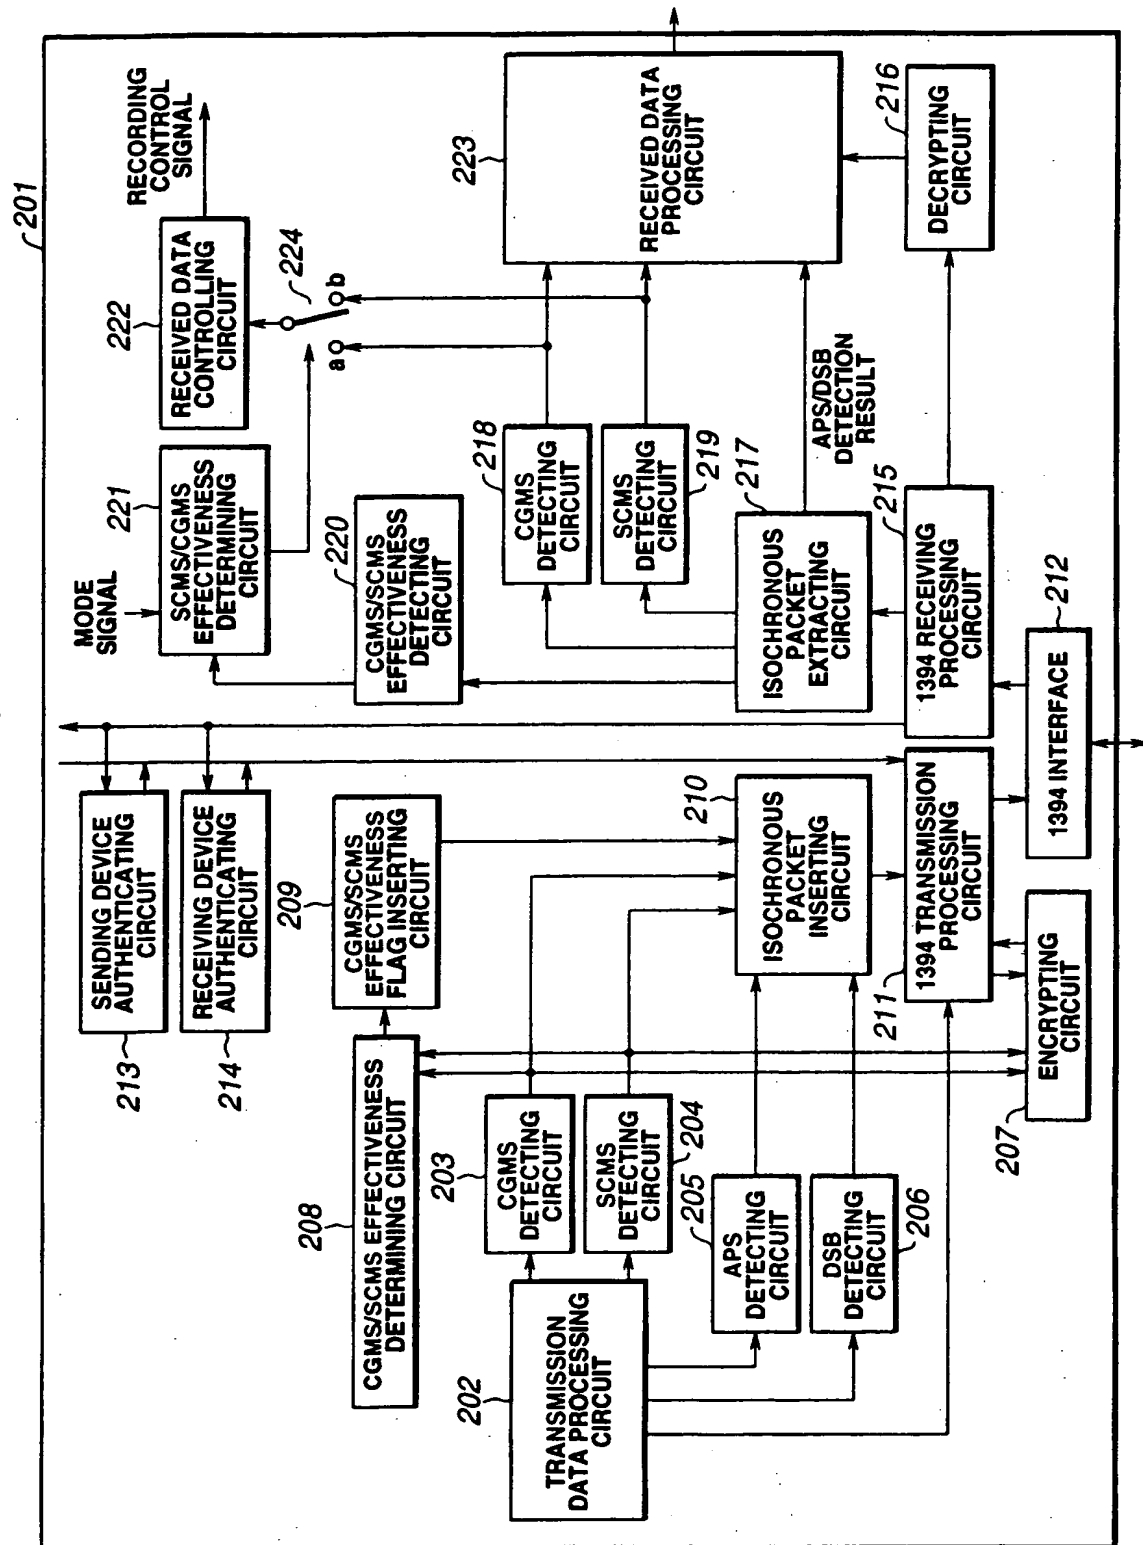 201
SENDING DEVICE
AUTHENTICATING
CIRCUIT
213
RECEIVING DEVICE
AUTHENTICATING
CIRCUIT
214
MODE
SIGNAL
SCMS/CGMS
EFFECTIVENESS
DETERMINING
CIRCUIT
221
RECEIVED DATA
CONTROLLING
CIRCUIT
222
RECORDING
CONTROL
SIGNAL
224
a
b
CGMS/SCMS EFFECTIVENESS
DETERMINING CIRCUIT
208
CGMS/SCMS
EFFECTIVENESS
FLAG INSERTING
CIRCUIT
209
CGMS/SCMS
EFFECTIVENESS
DETECTING
CIRCUIT
220
TRANSMISSION
DATA PROCESSING
CIRCUIT
202
CGMS
DETECTING
CIRCUIT
203
SCMS
DETECTING
CIRCUIT
204
CGMS
DETECTING
CIRCUIT
218
SCMS
DETECTING
CIRCUIT
219
RECEIVED DATA
PROCESSING
CIRCUIT
223
APS
DETECTING
CIRCUIT
205
DSB
DETECTING
CIRCUIT
206
ISOCHRONOUS
PACKET
INSERTING
CIRCUIT
210
ISOCHRONOUS
PACKET
EXTRACTING
CIRCUIT
217
APS/DSB
DETECTION
RESULT
1394 TRANSMISSION
PROCESSING
CIRCUIT
211
1394 RECEIVING
PROCESSING
CIRCUIT
215
DECRYPTING
CIRCUIT
216
ENCRYPTING
CIRCUIT
207
1394 INTERFACE
212